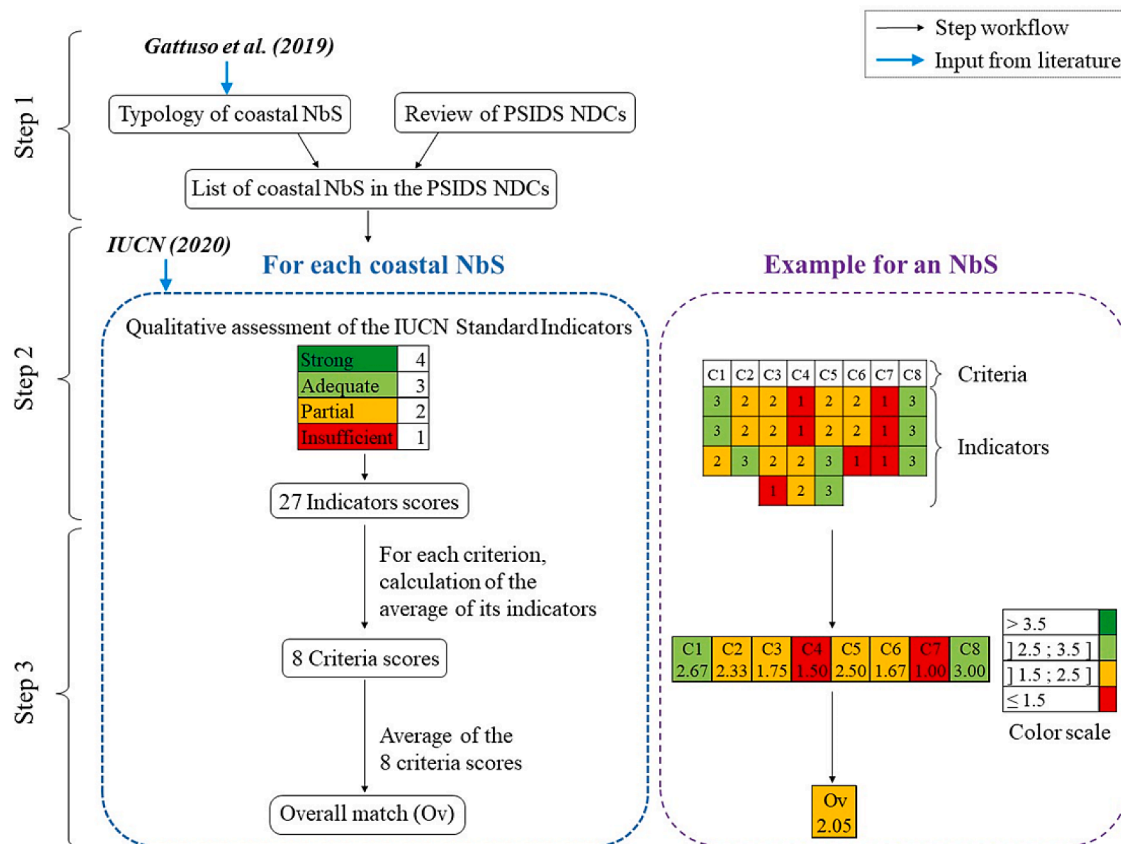 Step workflow
Input from literature
Step 1
Gattuso et al. (2019)
Typology of coastal NbS
Review of PSIDS NDCs
List of coastal NbS in the PSIDS NDCs
Step 2
IUCN (2020)
For each coastal NbS
Qualitative assessment of the IUCN Standard Indicators
Strong 4
Adequate 3
Partial 2
Insufficient 1
27 Indicators scores
Example for an NbS
C1 C2 C3 C4 C5 C6 C7 C8
Criteria
3 2 2 1 2 2 1 3
3 2 2 1 2 2 1 3
2 3 2 2 3 1 1 3
1 2 3
Indicators
Step 3
For each criterion,
calculation of the
average of its indicators
8 Criteria scores
Average of the
8 criteria scores
Overall match (Ov)
C1 C2 C3 C4 C5 C6 C7 C8
2.67 2.33 1.75 1.50 2.50 1.67 1.00 3.00
> 3.5
] 2.5 ; 3.5 ]
] 1.5 ; 2.5 ]
≤ 1.5
Color scale
Ov
2.05